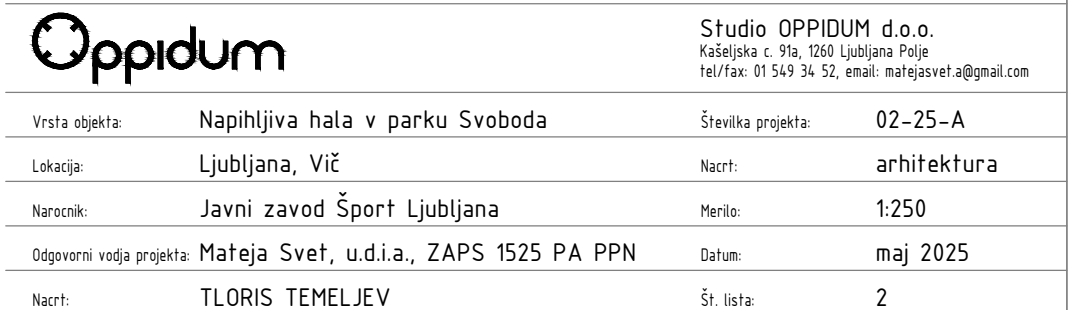 Oppidum
Studio OPPIDUM d.o.o.
Kašeljska c. 91a, 1260 Ljubljana Polje
tel/fax: 01 549 34 52, email: matejasvet.a@gmail.com
Vrsta objekta: Napihljiva hala v parku Svoboda Številka projekta: 02-25-A
Lokacija: Ljubljana, Vič Nacrt: arhitektura
Narocnik: Javni zavod Šport Ljubljana Merilo: 1:250
Odgovorni vodja projekta: Mateja Svet, u.d.i.a., ZAPS 1525 PA PPN Datum: maj 2025
Nacrt: TLORIS TEMELJEV Št. lista: 2